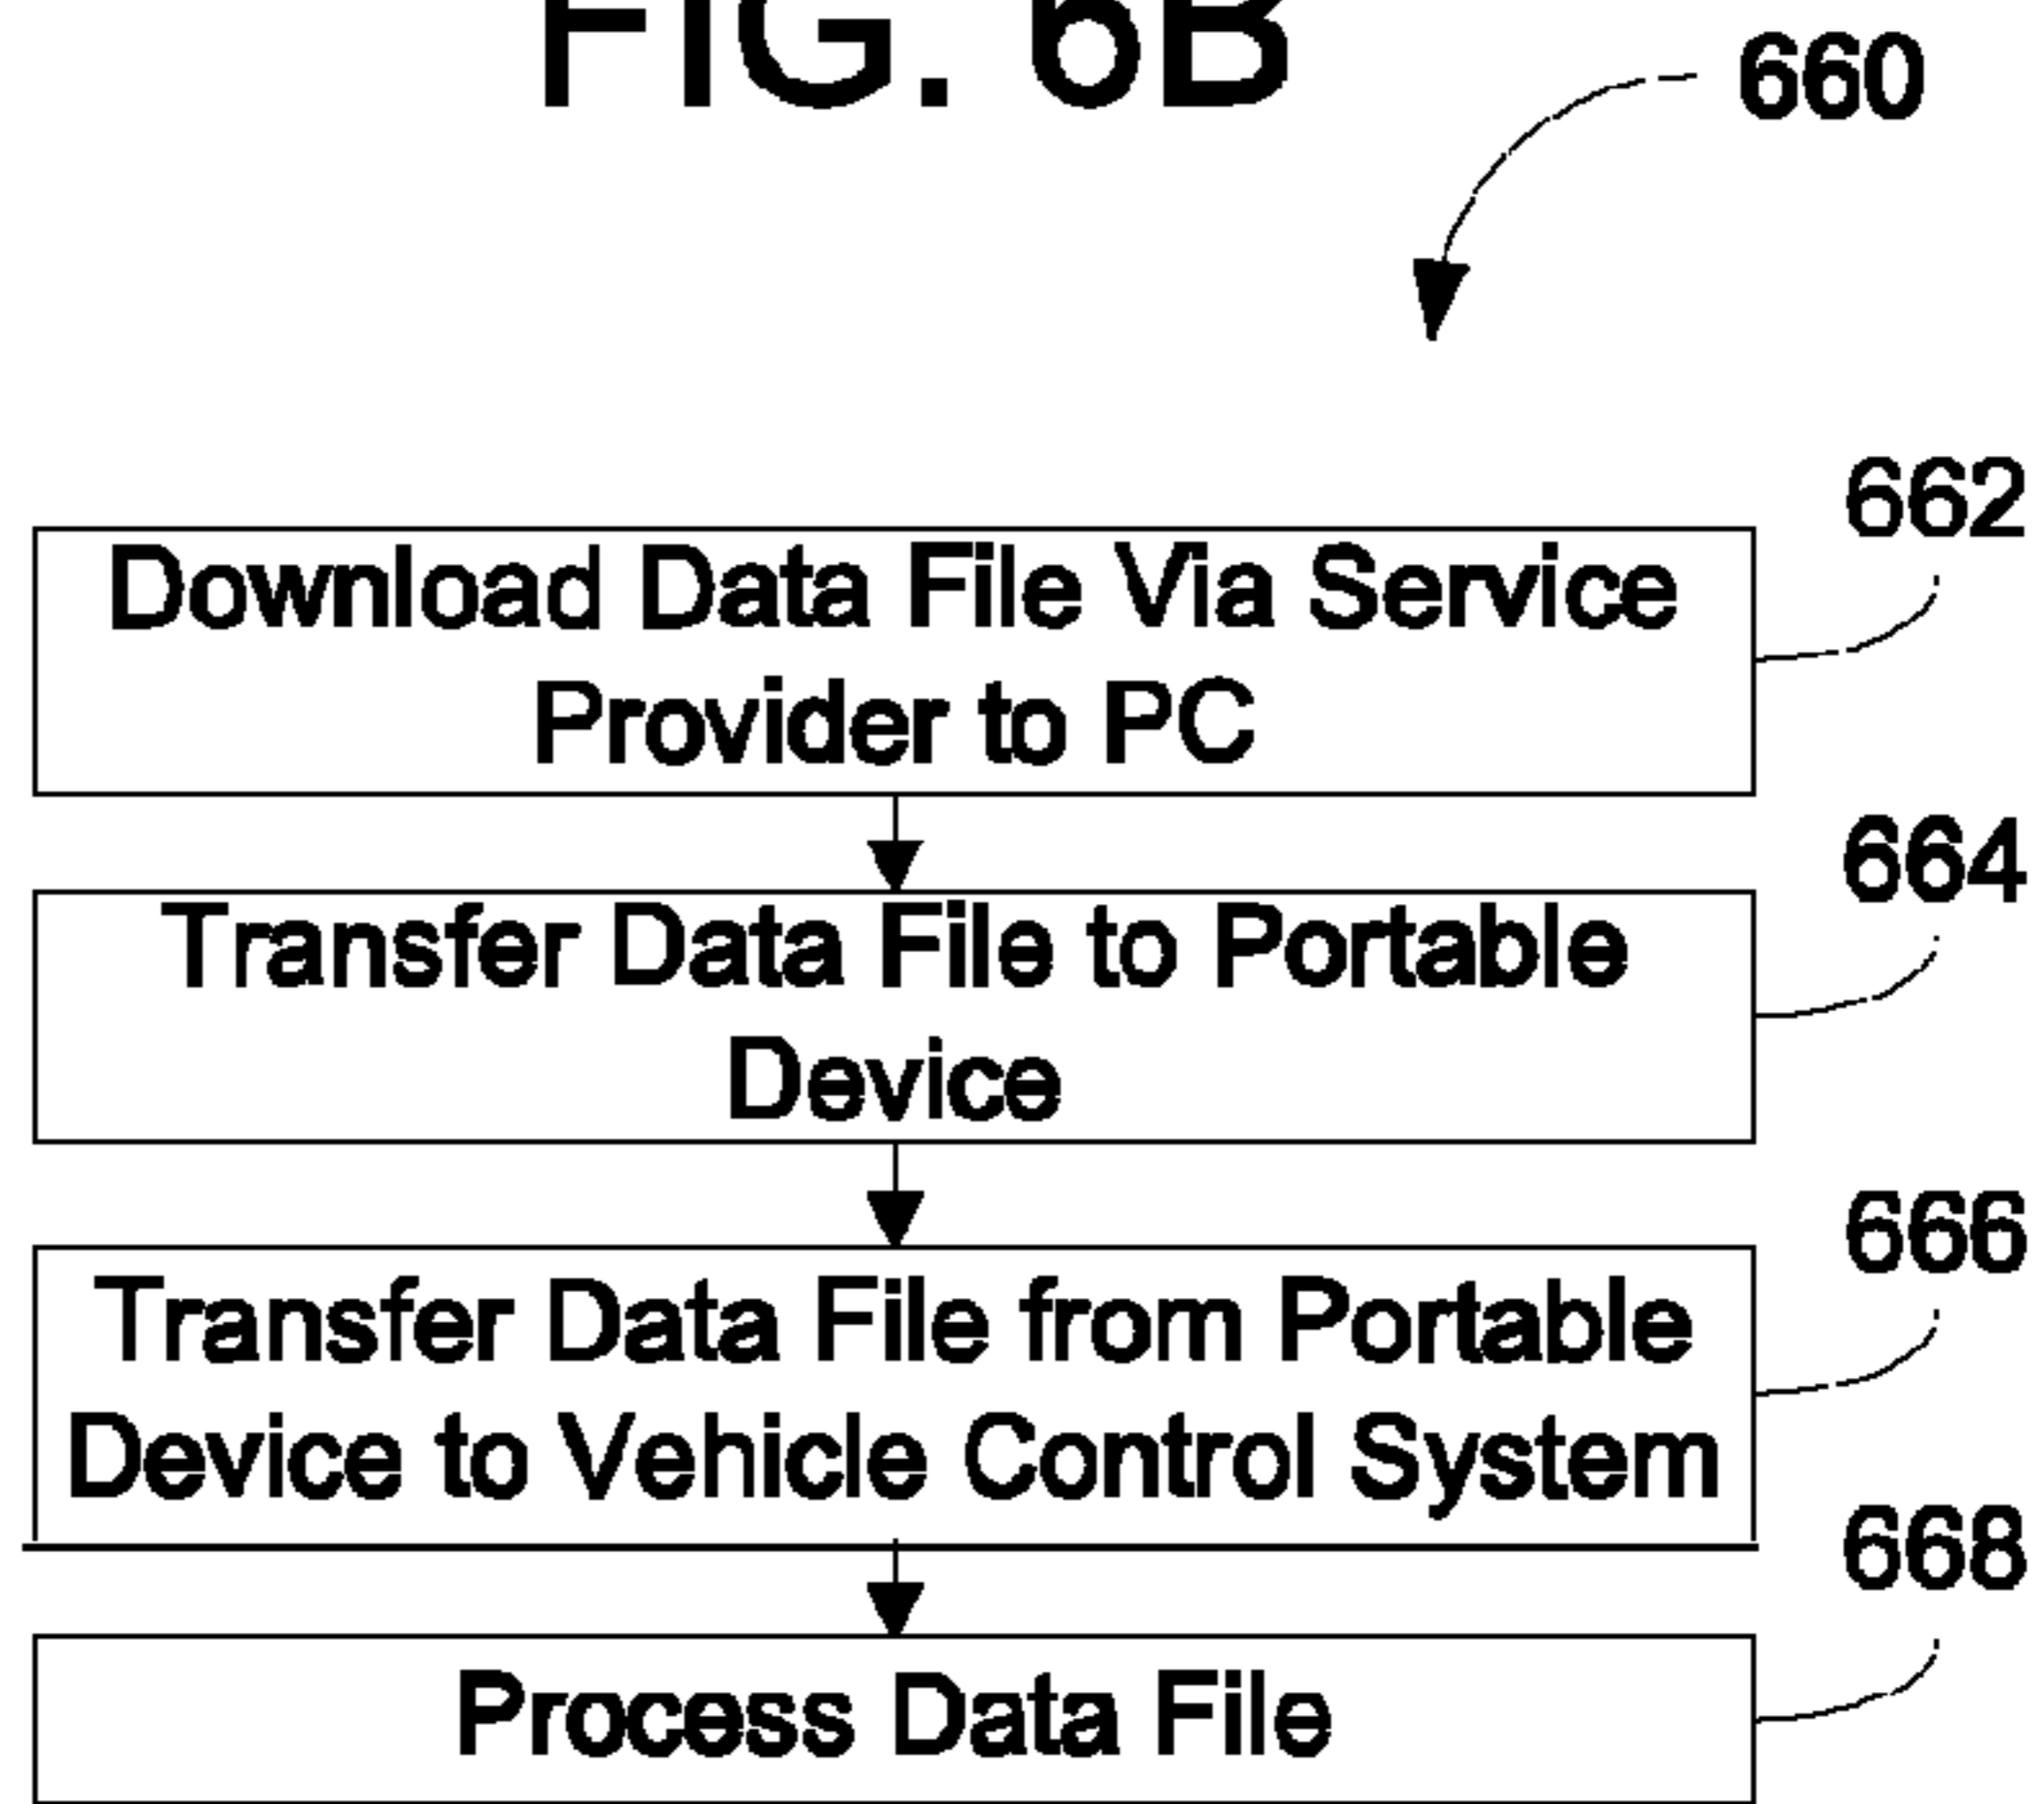 FIG. 6B
660
662
Download Data File Via Service
Provider to PC
664
Transfer Data File to Portable
Device
666
Transfer Data File from Portable
Device to Vehicle Control System
668
Process Data File